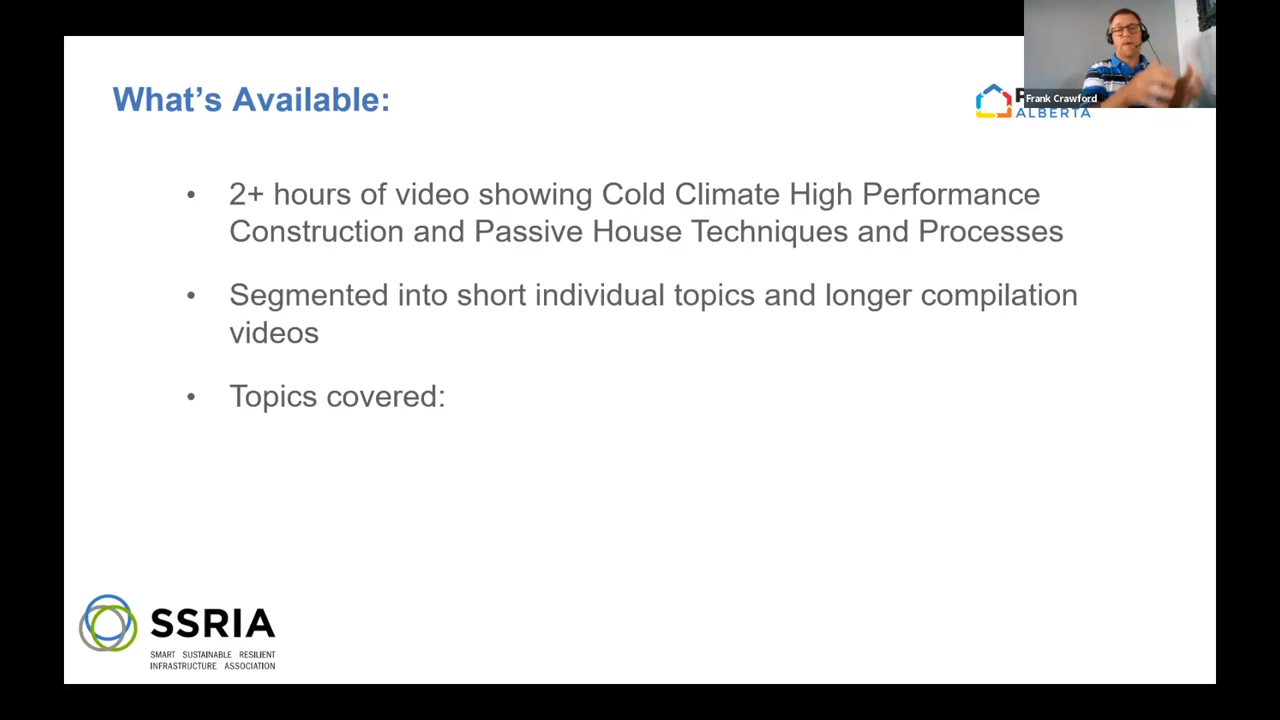 What's Available:
Frank Crawford
ALBERTA
• 2+ hours of video showing Cold Climate High Performance
Construction and Passive House Techniques and Processes
• Segmented into short individual topics and longer compilation
videos
• Topics covered:
SSRIA
SMART SUSTAINABLE RESILIENT
INFRASTRUCTURE ASSOCIATION